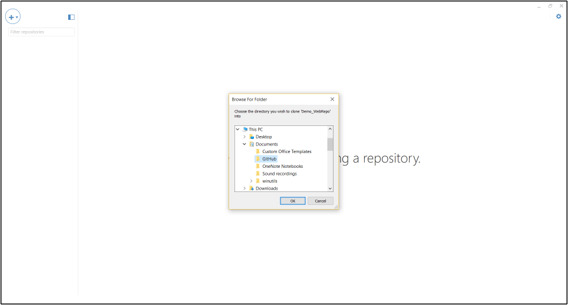 Filter repositories
Browse For Folder
Choose the directory you wish to clone 'Demo_WebRepo'
into
This PC
Desktop
Documents
Custom Office Templates
GitHub
OneNote Notebooks
Sound recordings
winutils
Downloads
ng a repository.
OK
Cancel